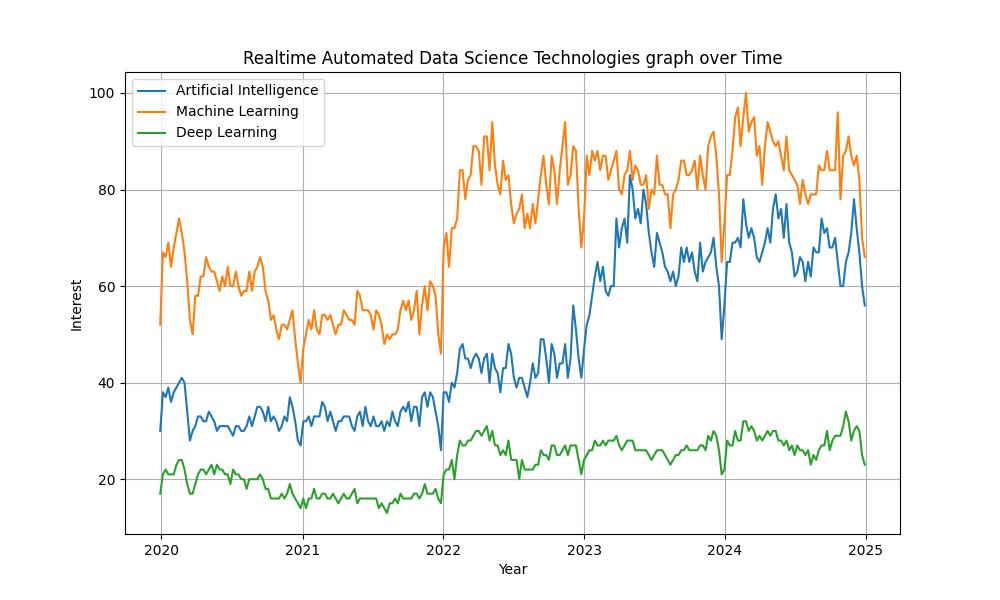 Realtime Automated Data Science Technologies graph over Time
Artificial Intelligence
Machine Learning
Deep Learning
100
80
60
40
20
Interest
2020 2021 2022 2023 2024 2025
Year